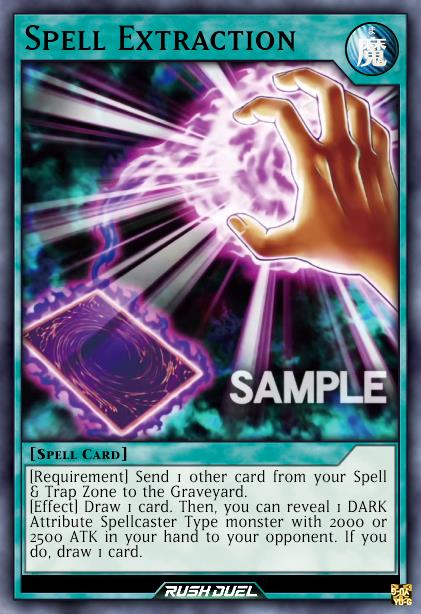 Spell Extraction
ま
魔
SAMPLE
[Spell Card]
[Requirement] Send 1 other card from your Spell
& Trap Zone to the Graveyard.
[Effect] Draw 1 card. Then, you can reveal 1 DARK
Attribute Spellcaster Type monster with 2000 or
2500 ATK in your hand to your opponent. If you
do, draw 1 card.
RUSH DUEL